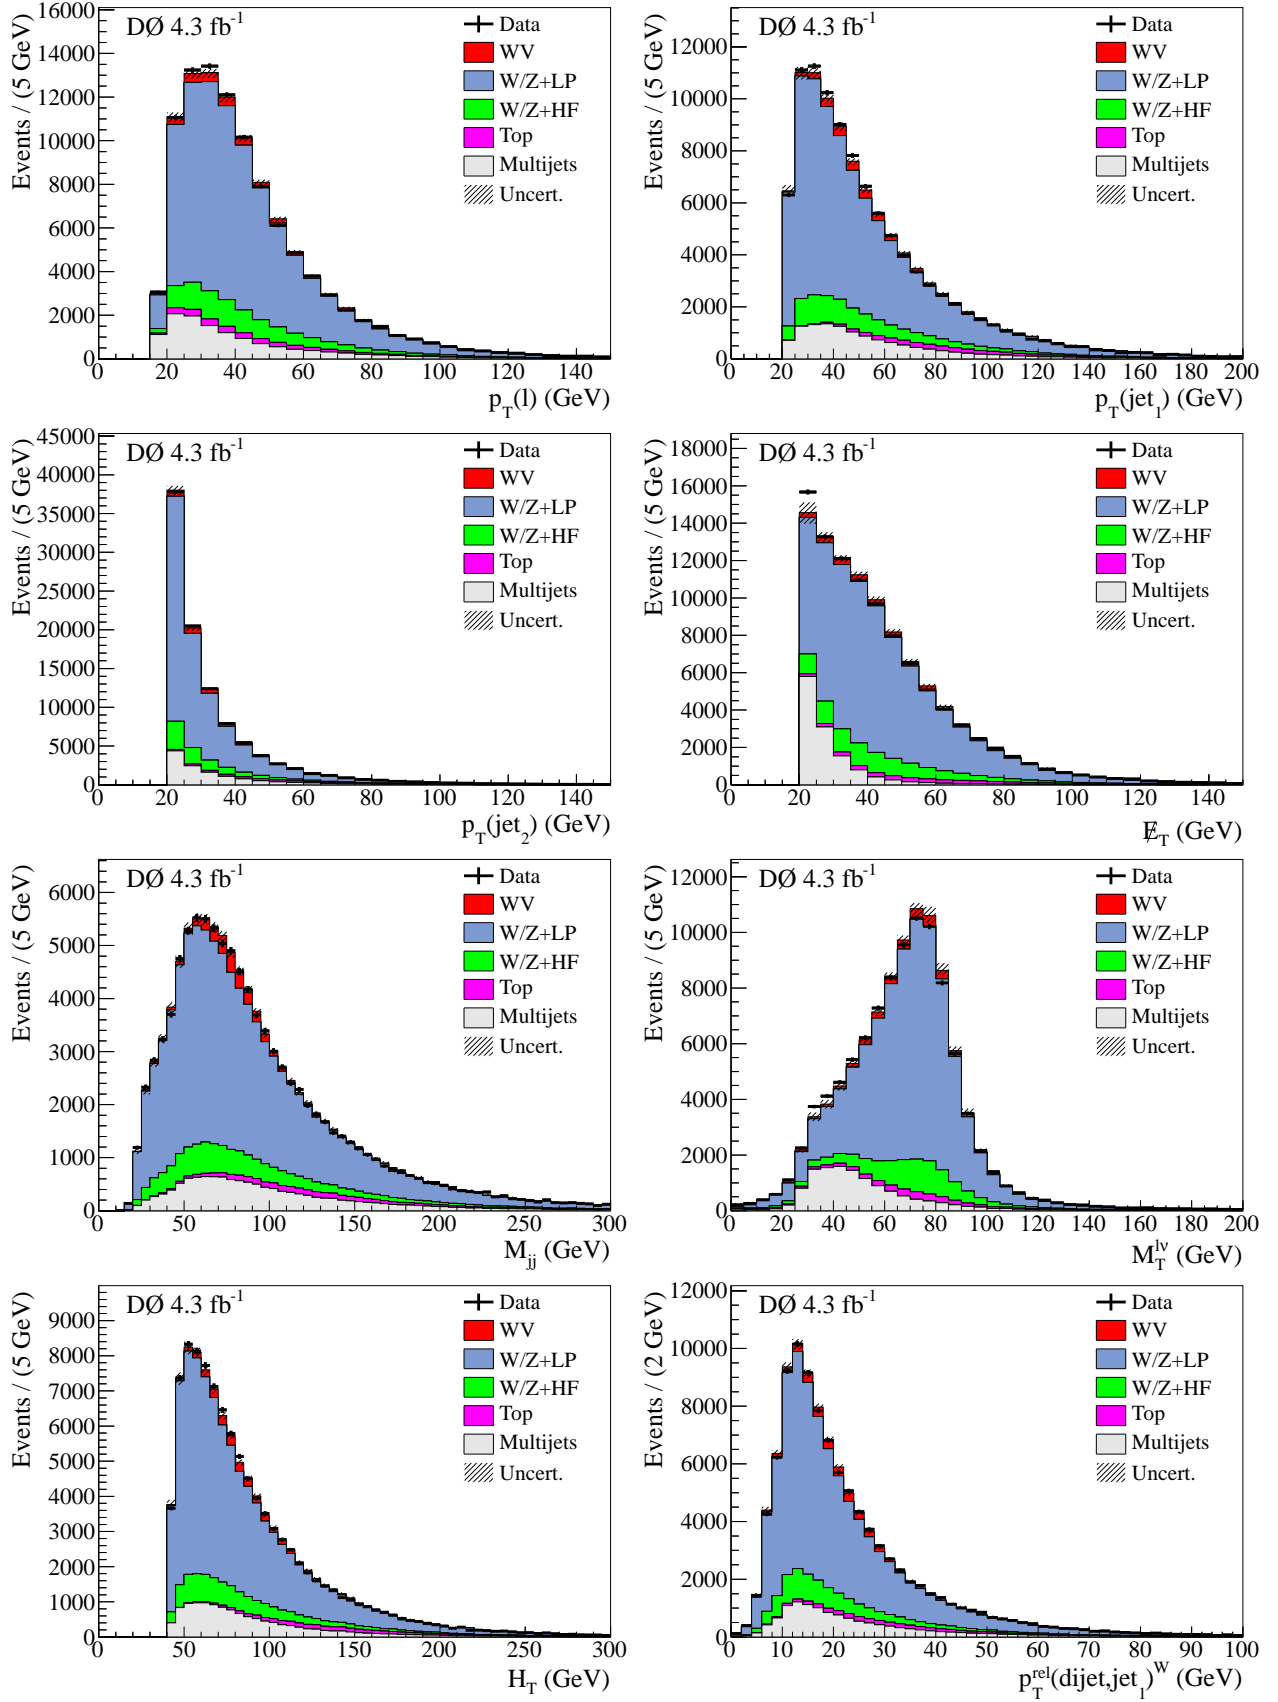 DØ 4.3 fb⁻¹
Events / (5 GeV)
16000
14000
12000
10000
8000
6000
4000
2000
0
Data
WV
W/Z+LP
W/Z+HF
Top
Multijets
Uncert.
0 20 40 60 80 100 120 140
p_T(l) (GeV)
DØ 4.3 fb⁻¹
Events / (5 GeV)
12000
10000
8000
6000
4000
2000
0
Data
WV
W/Z+LP
W/Z+HF
Top
Multijets
Uncert.
0 20 40 60 80 100 120 140 160 180 200
p_T(jet_1) (GeV)
DØ 4.3 fb⁻¹
Events / (5 GeV)
45000
40000
35000
30000
25000
20000
15000
10000
5000
0
Data
WV
W/Z+LP
W/Z+HF
Top
Multijets
Uncert.
0 20 40 60 80 100 120 140
p_T(jet_2) (GeV)
DØ 4.3 fb⁻¹
Events / (5 GeV)
18000
16000
14000
12000
10000
8000
6000
4000
2000
0
Data
WV
W/Z+LP
W/Z+HF
Top
Multijets
Uncert.
0 20 40 60 80 100 120 140
E̸_T (GeV)
DØ 4.3 fb⁻¹
Events / (5 GeV)
6000
5000
4000
3000
2000
1000
0
Data
WV
W/Z+LP
W/Z+HF
Top
Multijets
Uncert.
0 50 100 150 200 250 300
M_jj (GeV)
DØ 4.3 fb⁻¹
Events / (5 GeV)
12000
10000
8000
6000
4000
2000
0
Data
WV
W/Z+LP
W/Z+HF
Top
Multijets
Uncert.
0 20 40 60 80 100 120 140 160 180 200
M_T^lν (GeV)
DØ 4.3 fb⁻¹
Events / (5 GeV)
9000
8000
7000
6000
5000
4000
3000
2000
1000
0
Data
WV
W/Z+LP
W/Z+HF
Top
Multijets
Uncert.
0 50 100 150 200 250 300
H_T (GeV)
DØ 4.3 fb⁻¹
Events / (2 GeV)
12000
10000
8000
6000
4000
2000
0
Data
WV
W/Z+LP
W/Z+HF
Top
Multijets
Uncert.
0 10 20 30 40 50 60 70 80 90 100
p_T^rel(dijet,jet_1)^W (GeV)